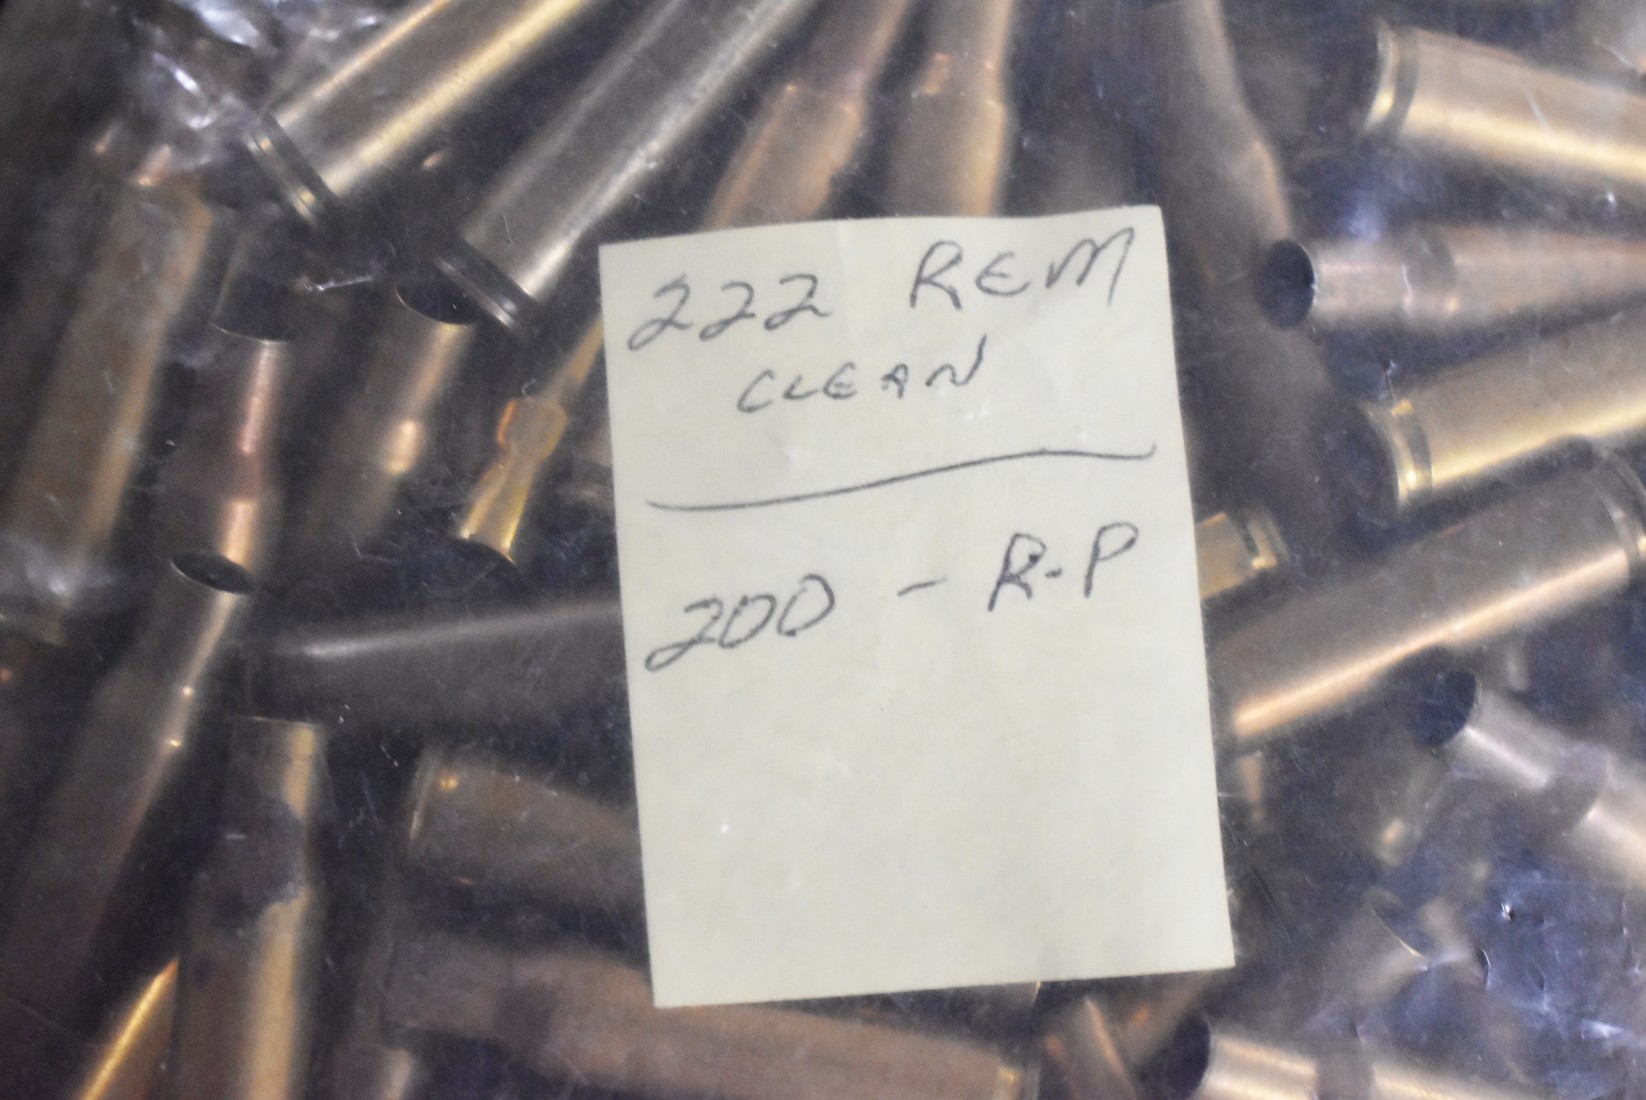 222 REM
CLEAN
200 - R-P